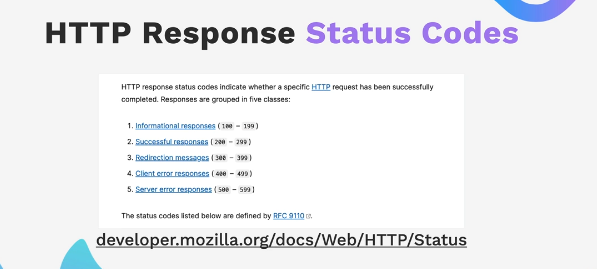 HTTP Response Status Codes
HTTP response status codes indicate whether a specific HTTP request has been successfully
completed. Responses are grouped in five classes:
1. Informational responses (100 – 199)
2. Successful responses (200 – 299)
3. Redirection messages (300 – 399)
4. Client error responses (400 – 499)
5. Server error responses (500 – 599)
The status codes listed below are defined by RFC 9110.
developer.mozilla.org/docs/Web/HTTP/Status